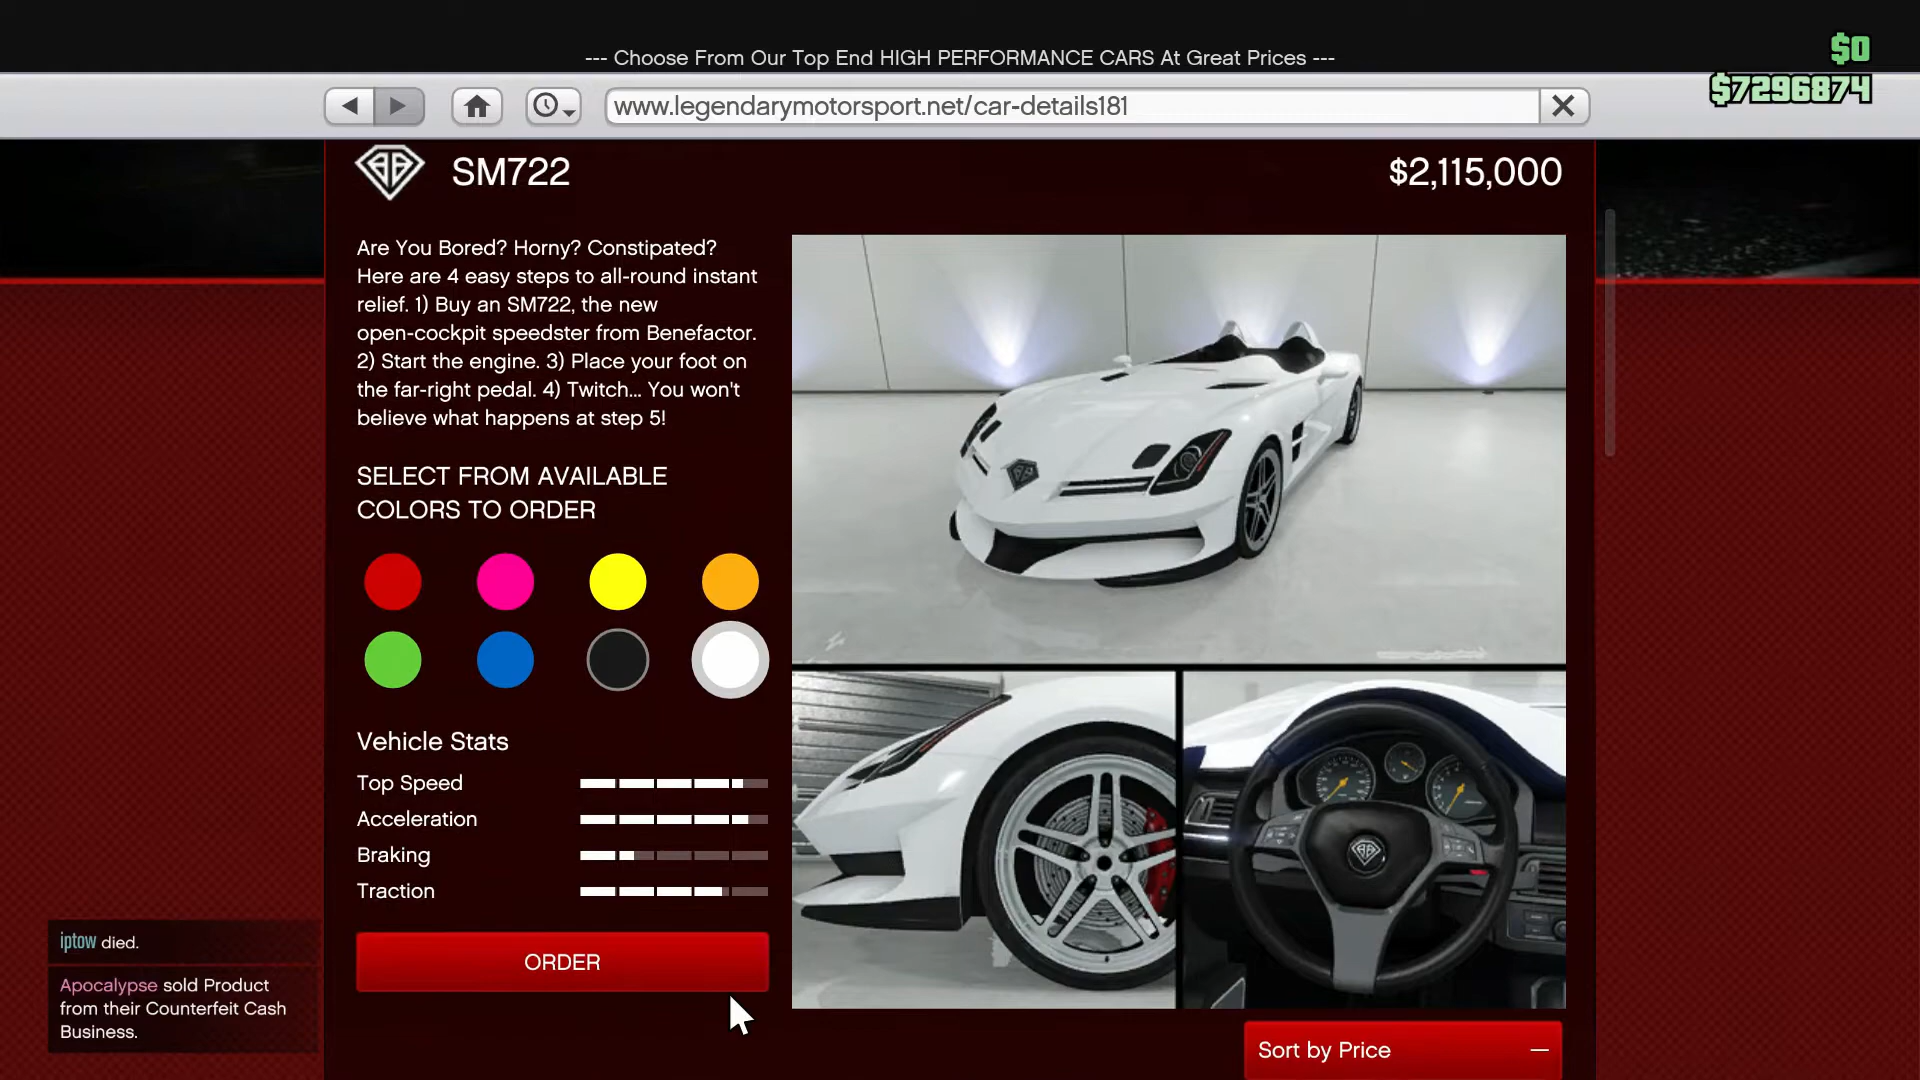 --- Choose From Our Top End HIGH PERFORMANCE CARS At Great Prices ---
$0
$7296874
www.legendarymotorsport.net/car-details181
SM722
$2,115,000
Are You Bored? Horny? Constipated?
Here are 4 easy steps to all-round instant
relief. 1) Buy an SM722, the new
open-cockpit speedster from Benefactor.
2) Start the engine. 3) Place your foot on
the far-right pedal. 4) Twitch... You won't
believe what happens at step 5!
SELECT FROM AVAILABLE
COLORS TO ORDER
Vehicle Stats
Top Speed
Acceleration
Braking
Traction
ORDER
iptow died.
Apocalypse sold Product
from their Counterfeit Cash
Business.
Sort by Price